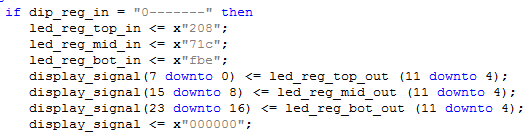 if dip_reg_in = "0-------" then
led_reg_top_in <= x"208";
led_reg_mid_in <= x"71c";
led_reg_bot_in <= x"fbe";
display_signal(7 downto 0) <= led_reg_top_out (11 downto 4);
display_signal(15 downto 8) <= led_reg_mid_out (11 downto 4);
display_signal(23 downto 16) <= led_reg_bot_out (11 downto 4);
display_signal <= x"000000";